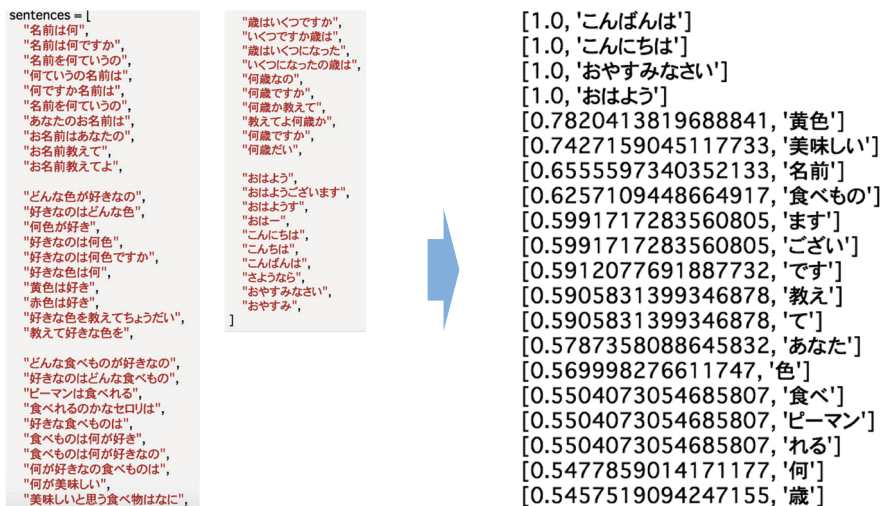 sentences = [
"名前は何",
"名前は何ですか",
"名前を何ていうの",
"何ていうの名前は",
"何ですか名前は",
"名前を何ていうの",
"あなたのお名前は",
"お名前はあなたの",
"お名前教えて",
"お名前教えてよ",
"どんな色が好きなの",
"好きなのはどんな色",
"何色が好き",
"好きなのは何色",
"好きなのは何色ですか",
"好きな色は何",
"黄色は好き",
"赤色は好き",
"好きな色を教えてちょうだい",
"教えて好きな色を",
"どんな食べものが好きなの",
"好きなのはどんな食べもの",
"ピーマンは食べれる",
"食べれるのかなセロリは",
"好きな食べものは",
"食べものは何が好き",
"食べものは何が好きなの",
"何が好きなの食べものは",
"何が美味しい",
"美味しいと思う食べ物はなに",
"歳はいくつですか",
"いくつですか歳は",
"歳はいくつになった",
"いくつになったの歳は",
"何歳なの",
"何歳ですか",
"何歳か教えて",
"教えてよ何歳か",
"何歳ですか",
"何歳だい",
"おはよう",
"おはようございます",
"おはようす",
"おはー",
"こんにちは",
"こんちは",
"こんばんは",
"さようなら",
"おやすみなさい",
"おやすみ",
]
[1.0, 'こんばんは']
[1.0, 'こんにちは']
[1.0, 'おやすみなさい']
[1.0, 'おはよう']
[0.7820413819688841, '黄色']
[0.7427159045117733, '美味しい']
[0.6555597340352133, '名前']
[0.6257109448664917, '食べもの']
[0.5991717283560805, 'ます']
[0.5991717283560805, 'ござい']
[0.5912077691887732, 'です']
[0.5905831399346878, '教え']
[0.5905831399346878, 'て']
[0.5787358088645832, 'あなた']
[0.569998276611747, '色']
[0.5504073054685807, '食べ']
[0.5504073054685807, 'ピーマン']
[0.5504073054685807, 'れる']
[0.5477859014171177, '何']
[0.5457519094247155, '歳']